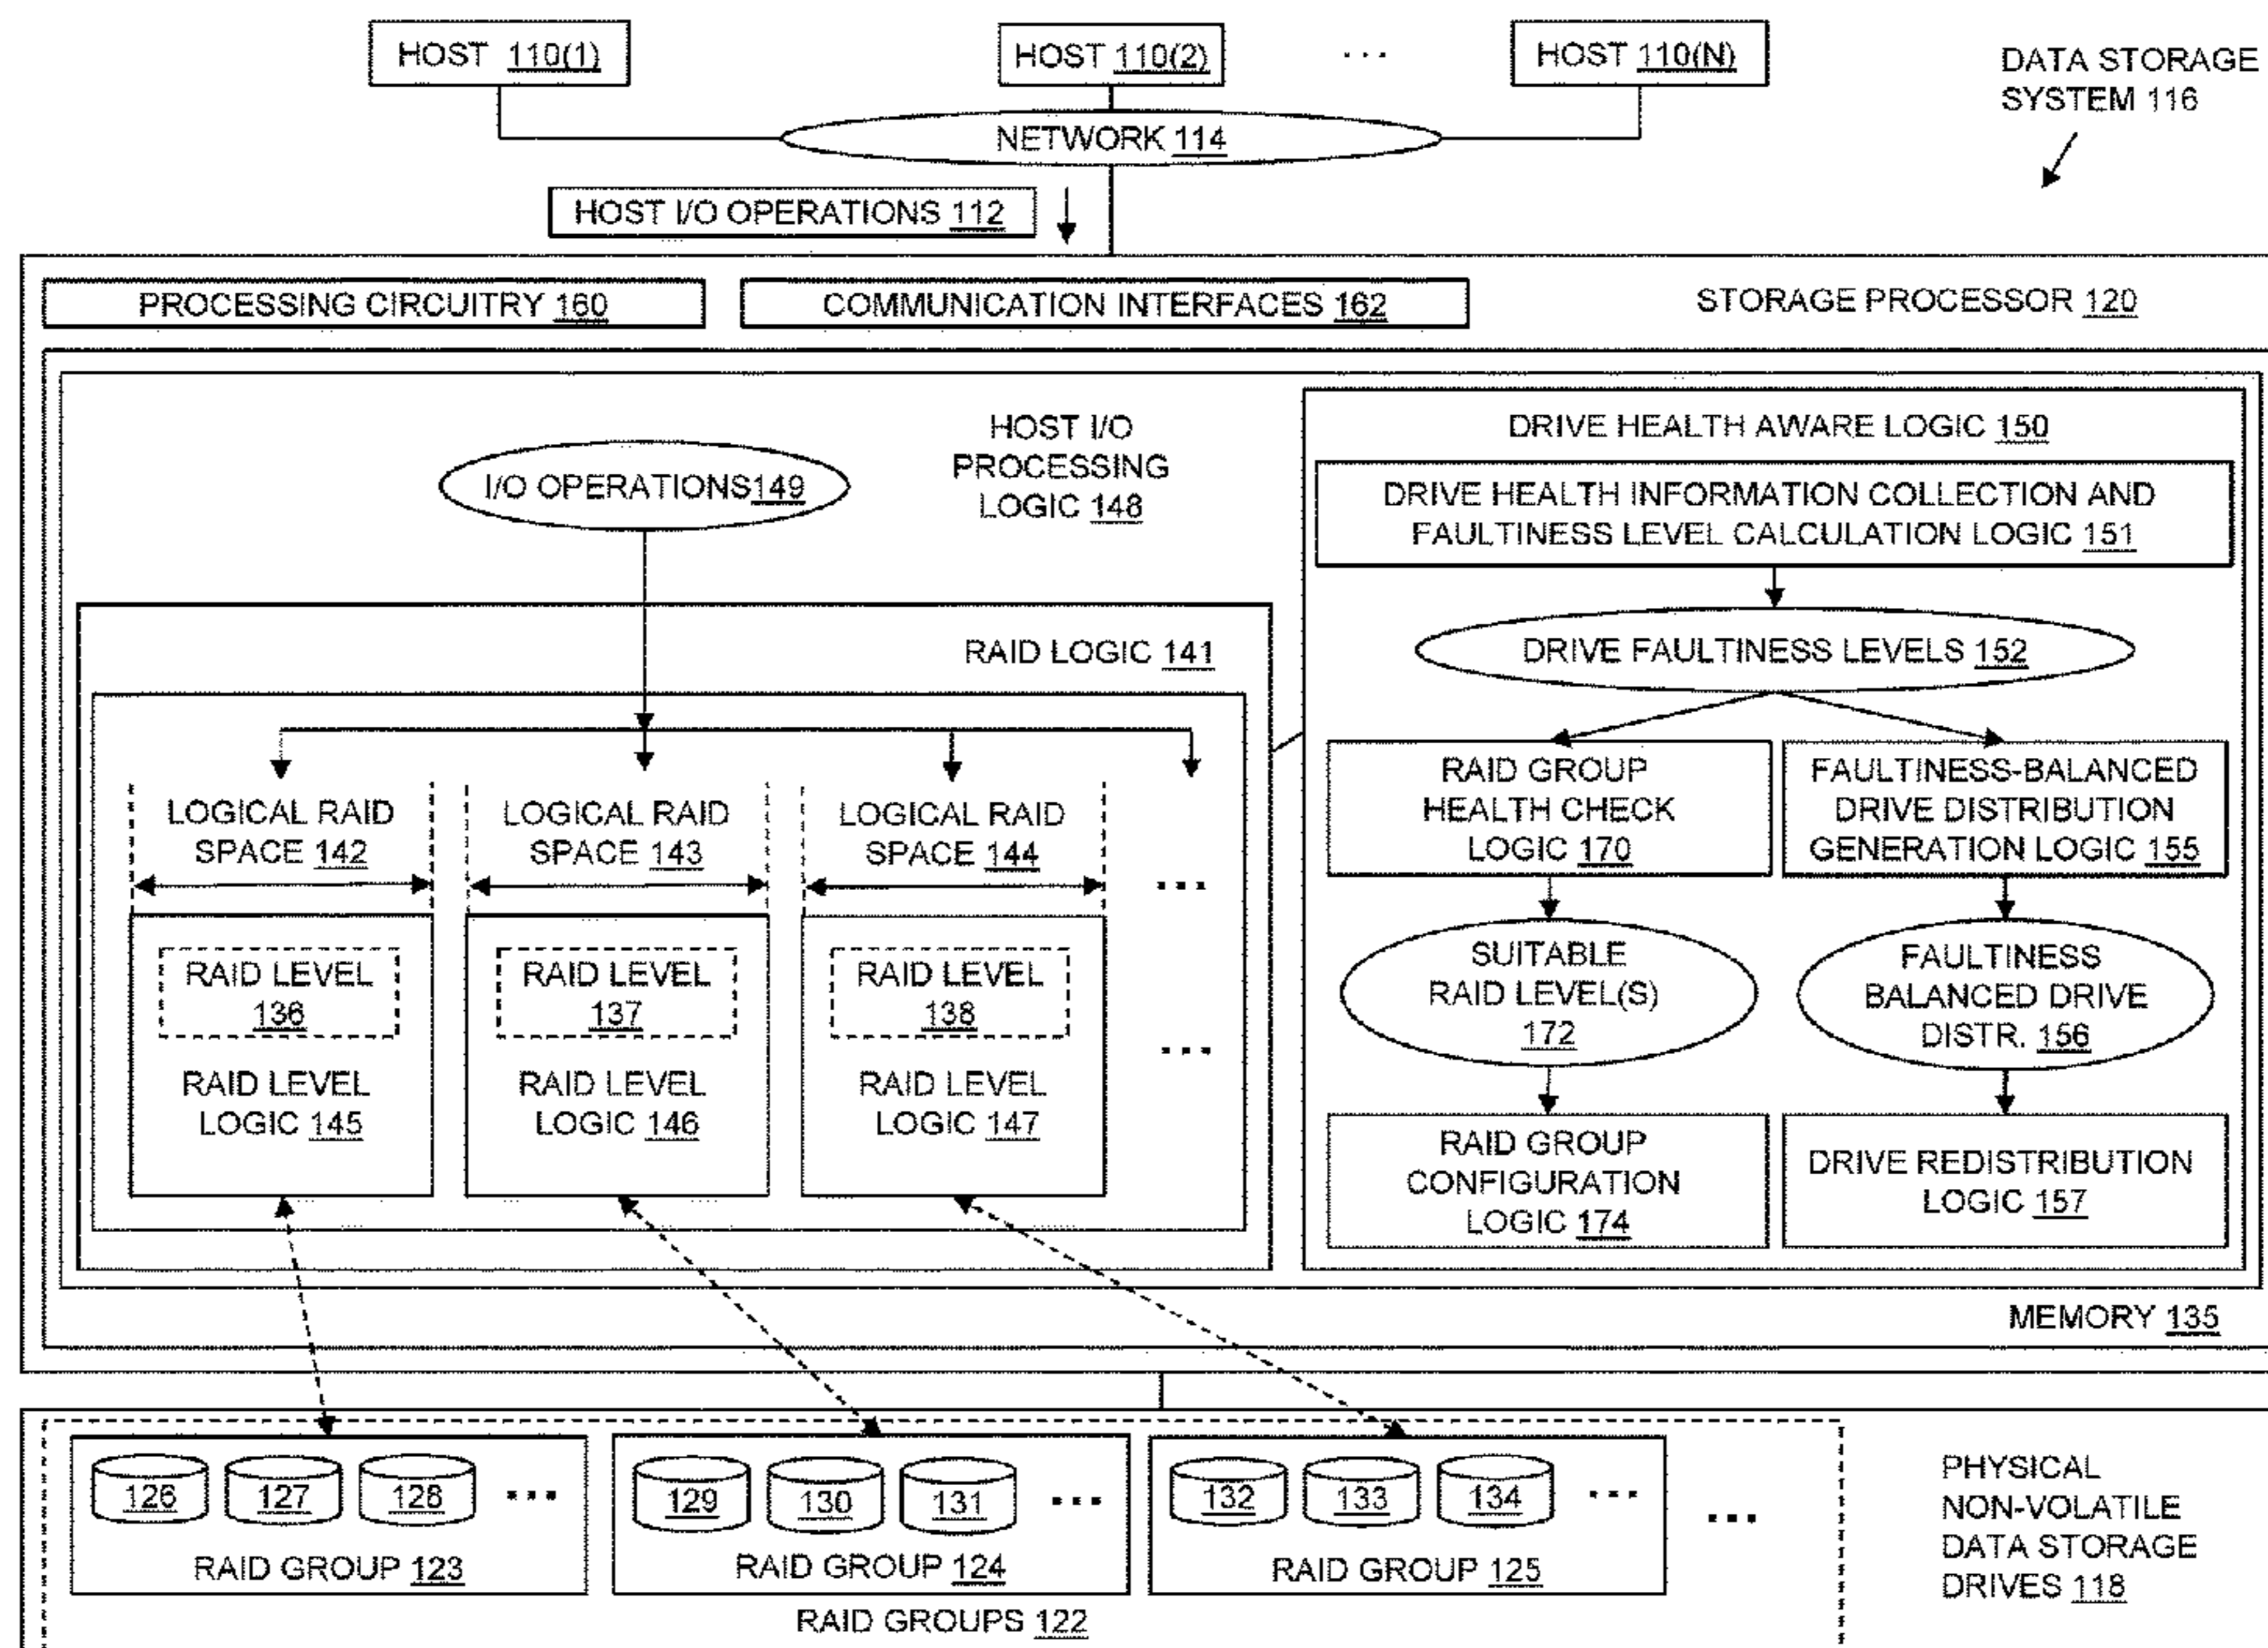 HOST 110(1)
HOST 110(2)
...
HOST 110(N)
DATA STORAGE
SYSTEM 116
NETWORK 114
HOST I/O OPERATIONS 112
PROCESSING CIRCUITRY 160
COMMUNICATION INTERFACES 162
STORAGE PROCESSOR 120
HOST I/O
PROCESSING
LOGIC 148
I/O OPERATIONS149
RAID LOGIC 141
LOGICAL RAID
SPACE 142
LOGICAL RAID
SPACE 143
LOGICAL RAID
SPACE 144
...
RAID LEVEL
136
RAID LEVEL
LOGIC 145
RAID LEVEL
137
RAID LEVEL
LOGIC 146
RAID LEVEL
138
RAID LEVEL
LOGIC 147
...
DRIVE HEALTH AWARE LOGIC 150
DRIVE HEALTH INFORMATION COLLECTION AND
FAULTINESS LEVEL CALCULATION LOGIC 151
DRIVE FAULTINESS LEVELS 152
RAID GROUP
HEALTH CHECK
LOGIC 170
FAULTINESS-BALANCED
DRIVE DISTRIBUTION
GENERATION LOGIC 155
SUITABLE
RAID LEVEL(S)
172
FAULTINESS
BALANCED DRIVE
DISTR. 156
RAID GROUP
CONFIGURATION
LOGIC 174
DRIVE REDISTRIBUTION
LOGIC 157
MEMORY 135
126
127
128
...
RAID GROUP 123
129
130
131
...
RAID GROUP 124
132
133
134
...
RAID GROUP 125
...
RAID GROUPS 122
PHYSICAL
NON-VOLATILE
DATA STORAGE
DRIVES 118